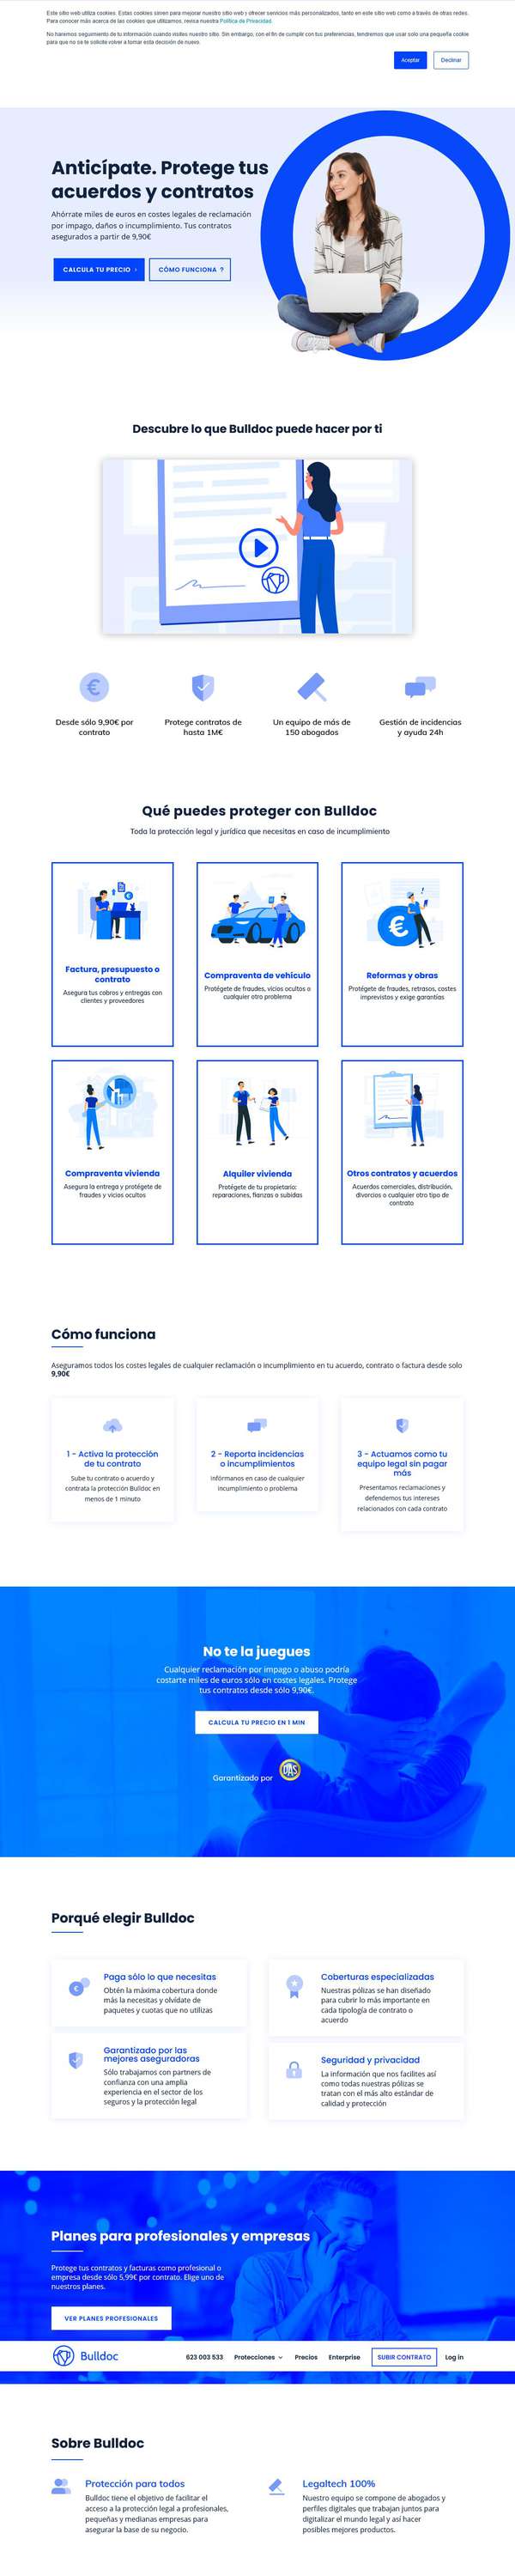 Este sitio web utiliza cookies. Estas cookies sirven para mejorar nuestro sitio web y ofrecer servicios más personalizados, tanto en este sitio web como a través de otras redes.
Para conocer más acerca de las cookies que utilizamos, revisa nuestra Política de Privacidad.
No haremos seguimiento de tu información cuando visites nuestro sitio. Sin embargo, con el fin de cumplir con tus preferencias, tendremos que usar solo una pequeña cookie
para que no se te solicite volver a tomar esta decisión de nuevo.
Aceptar
Declinar
Anticípate. Protege tus
acuerdos y contratos
Ahórrate miles de euros en costes legales de reclamación
por impago, daños o incumplimiento. Tus contratos
asegurados a partir de 9,90€
CALCULA TU PRECIO ›
CÓMO FUNCIONA ?
Descubre lo que Bulldoc puede hacer por ti
Desde sólo 9,90€ por
contrato
Protege contratos de
hasta 1M€
Un equipo de más de
150 abogados
Gestión de incidencias
y ayuda 24h
Qué puedes proteger con Bulldoc
Toda la protección legal y jurídica que necesitas en caso de incumplimiento
Factura, presupuesto o
contrato
Asegura tus cobros y entregas con
clientes y proveedores
Compraventa de vehículo
Protégete de fraudes, vicios ocultos o
cualquier otro problema
Reformas y obras
Protégete de fraudes, retrasos, costes
imprevistos y exige garantías
Compraventa vivienda
Asegura la entrega y protégete de
fraudes y vicios ocultos
Alquiler vivienda
Protégete de tu propietario:
reparaciones, fianzas o subidas
Otros contratos y acuerdos
Acuerdos comerciales, distribución,
divorcios o cualquier otro tipo de
contrato
Cómo funciona
Aseguramos todos los costes legales de cualquier reclamación o incumplimiento en tu acuerdo, contrato o factura desde solo
9,90€
1 - Activa la protección
de tu contrato
Sube tu contrato o acuerdo y
contrata la protección Bulldoc en
menos de 1 minuto
2 - Reporta incidencias
o incumplimientos
Infórmanos en caso de cualquier
incumplimiento o problema
3 - Actuamos como tu
equipo legal sin pagar
más
Presentamos reclamaciones y
defendemos tus intereses
relacionados con cada contrato
No te la juegues
Cualquier reclamación por impago o abuso podría
costarte miles de euros sólo en costes legales. Protege
tus contratos desde sólo 9,90€.
CALCULA TU PRECIO EN 1 MIN
Garantizado por
DAS
Porqué elegir Bulldoc
Paga sólo lo que necesitas
Obtén la máxima cobertura donde
más la necesitas y olvídate de
paquetes y cuotas que no utilizas
Coberturas especializadas
Nuestras pólizas se han diseñado
para cubrir lo más importante en
cada tipología de contrato o
acuerdo
Garantizado por las
mejores aseguradoras
Sólo trabajamos con partners de
confianza con una amplia
experiencia en el sector de los
seguros y la protección legal
Seguridad y privacidad
La información que nos facilites así
como todas nuestras pólizas se
tratan con el más alto estándar de
calidad y protección
Planes para profesionales y empresas
Protege tus contratos y facturas como profesional o
empresa desde sólo 5,99€ por contrato. Elige uno de
nuestros planes.
VER PLANES PROFESIONALES
Bulldoc
623 003 533
Protecciones
Precios
Enterprise
SUBIR CONTRATO
Log in
Sobre Bulldoc
Protección para todos
Bulldoc tiene el objetivo de facilitar el
acceso a la protección legal a profesionales,
pequeñas y medianas empresas para
asegurar la base de su negocio.
Legaltech 100%
Nuestro equipo se compone de abogados y
perfiles digitales que trabajan juntos para
digitalizar el mundo legal y así hacer
posibles mejores productos.